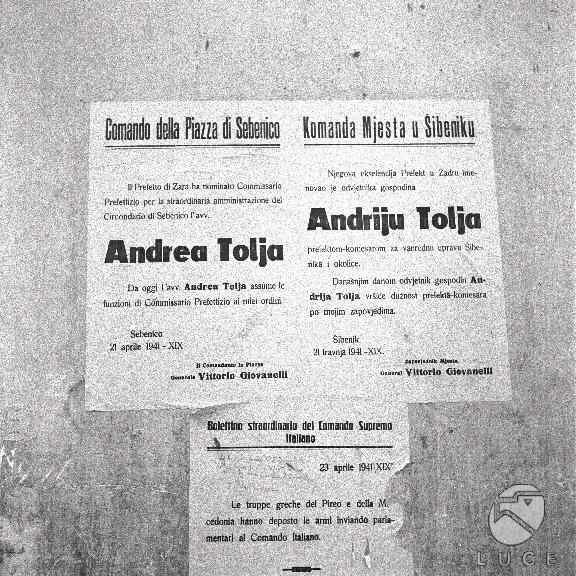 Comando della Piazza di Sebenico
Il Prefetto di Zara ha nominato Commissario
Prefettizio per la straordinaria amministrazione del
Circondario di Sebenico l'avv.
Andrea Tolja
Da oggi l'avv. Andrea Tolja assume le
funzioni di Commissario Prefettizio ai miei ordini.
Sebenico
21 aprile 1941 - XIX
Il Comandante la Piazza
Generale Vittorio Giovanelli
Komanda Mjesta u Šibeniku
Njegova ekselencija Prefekt u Zadru ime-
novao je odvjetnika gospodina
Andriju Tolja
prefektom-komesarom za vanrednu upravu Šibe-
nika i okolice.
Današnjim danom odvjetnik gospodin An-
drija Tolja vršiće dužnost prefekta-komesara
po mojim zapovjedima.
Šibenik
21 travnja 1941 - XIX.
Zapovjednik Mjesta
General Vittorio Giovanelli
Bolettino straordinario del Comando Supremo
Italiano
23 aprile 1941 XIX°
Le truppe greche del Pireo e della M.
cedonia hanno deposto le armi inviando parla-
mentari al Comando Italiano.
LUCE